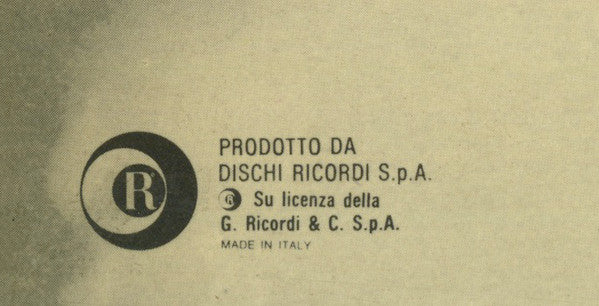 R
PRODOTTO DA
DISCHI RICORDI S.p.A.
R Su licenza della
G. Ricordi & C. S.p.A.
MADE IN ITALY